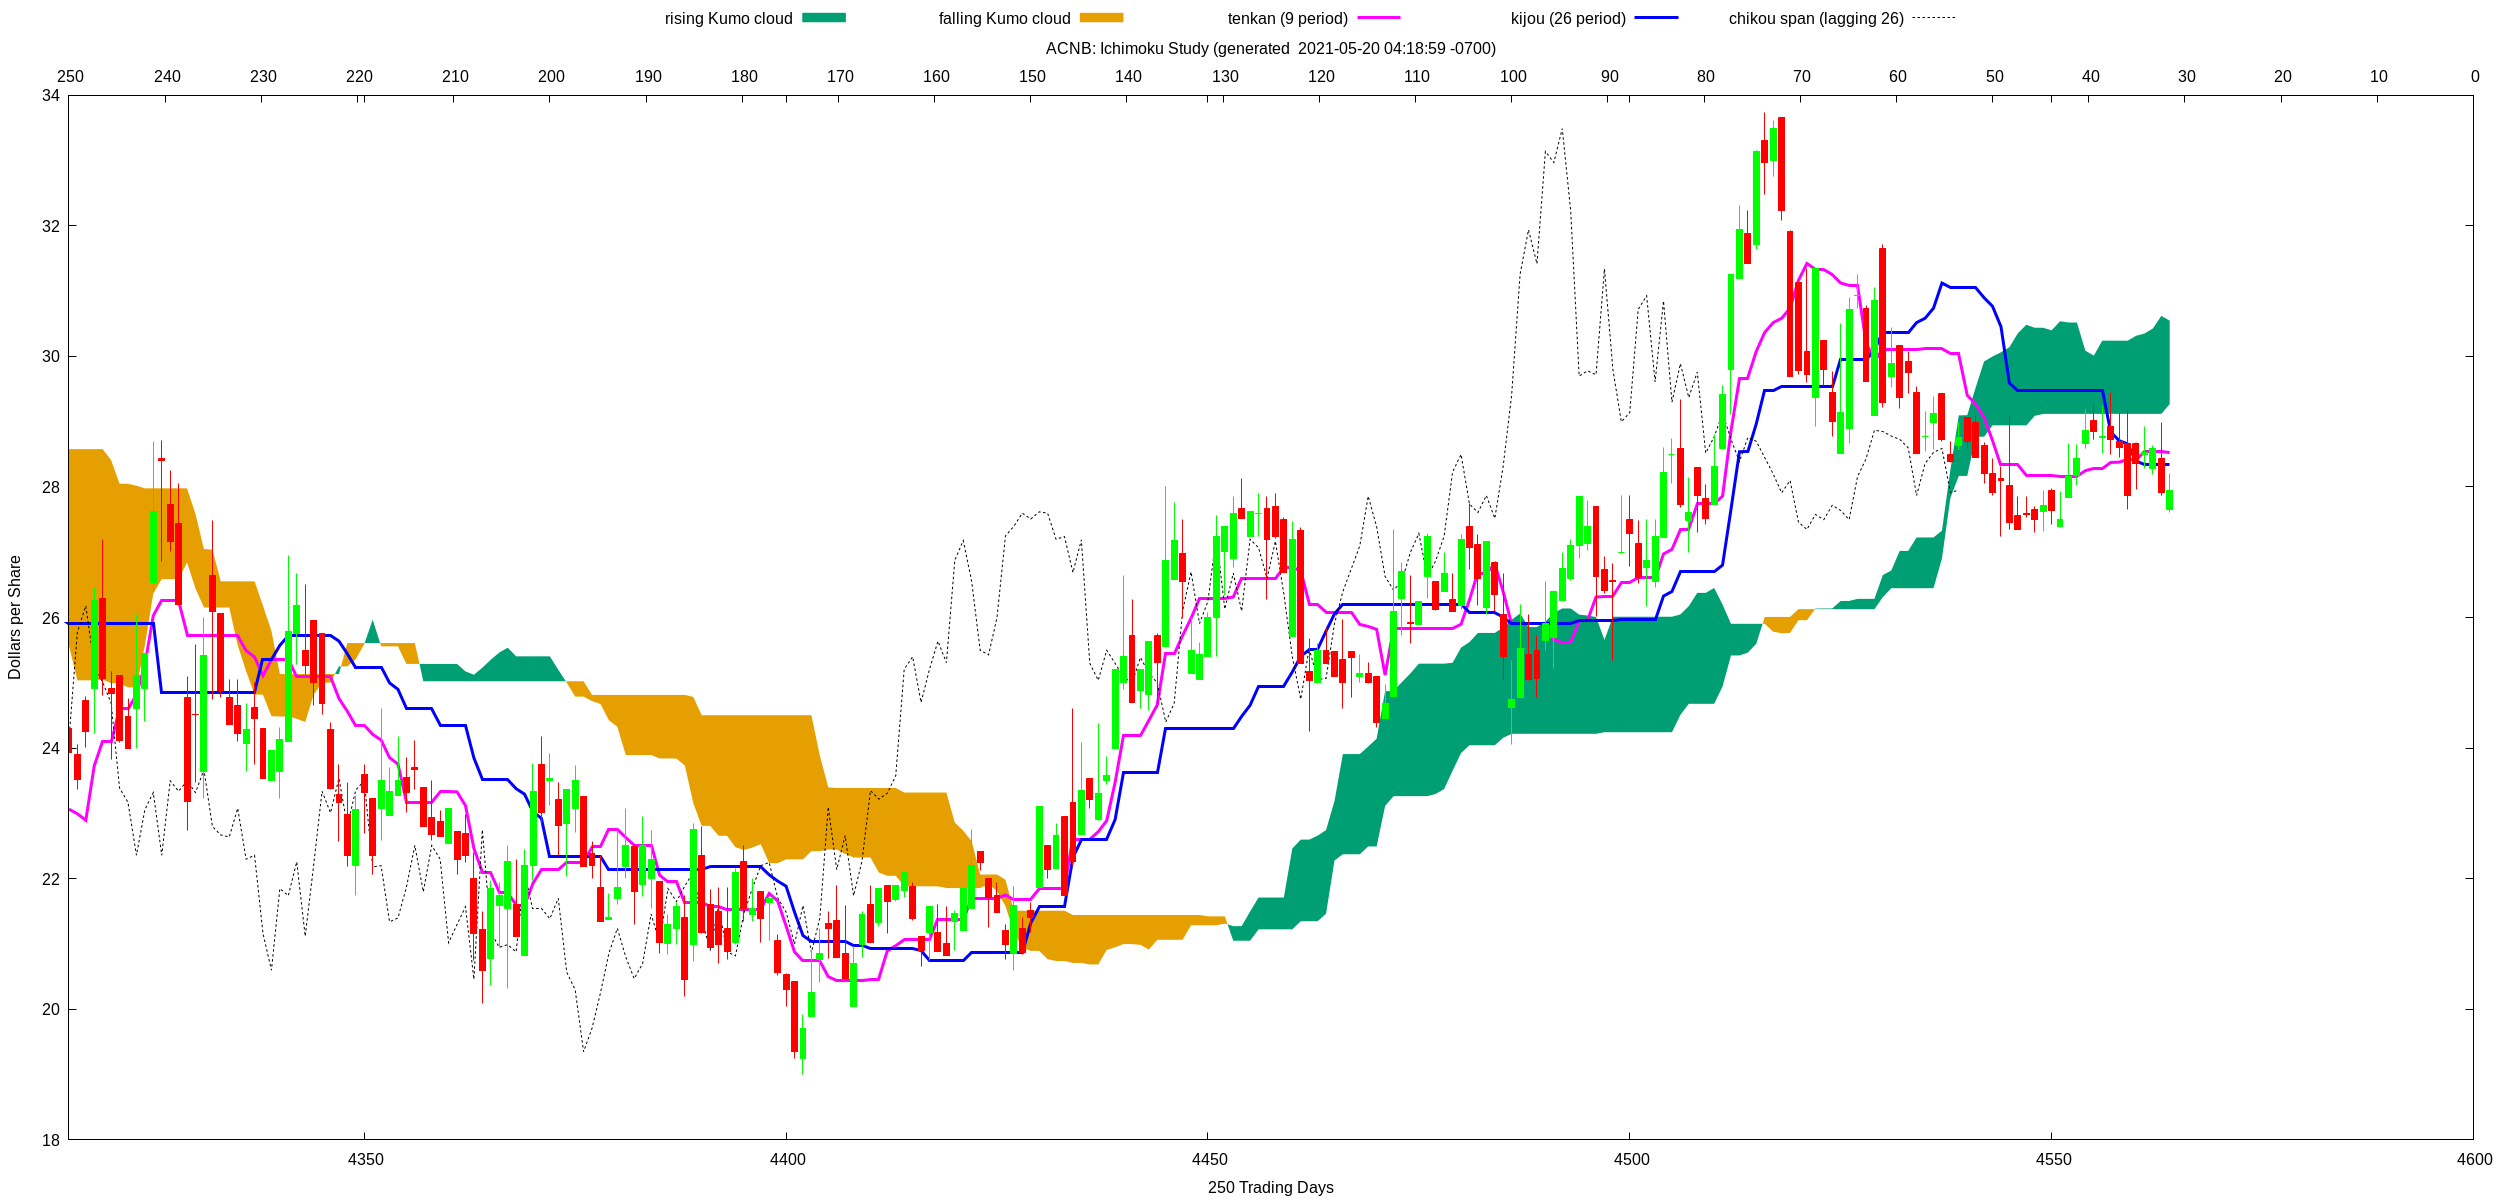 rising Kumo cloud falling Kumo cloud tenkan (9 period) kijou (26 period) chikou span (lagging 26)
ACNB: Ichimoku Study (generated  2021-05-20 04:18:59 -0700)
250 240 230 220 210 200 190 180 170 160 150 140 130 120 110 100 90 80 70 60 50 40 30 20 10 0
34
32
30
28
26
24
22
20
18
Dollars per Share
4350 4400 4450 4500 4550 4600
250 Trading Days